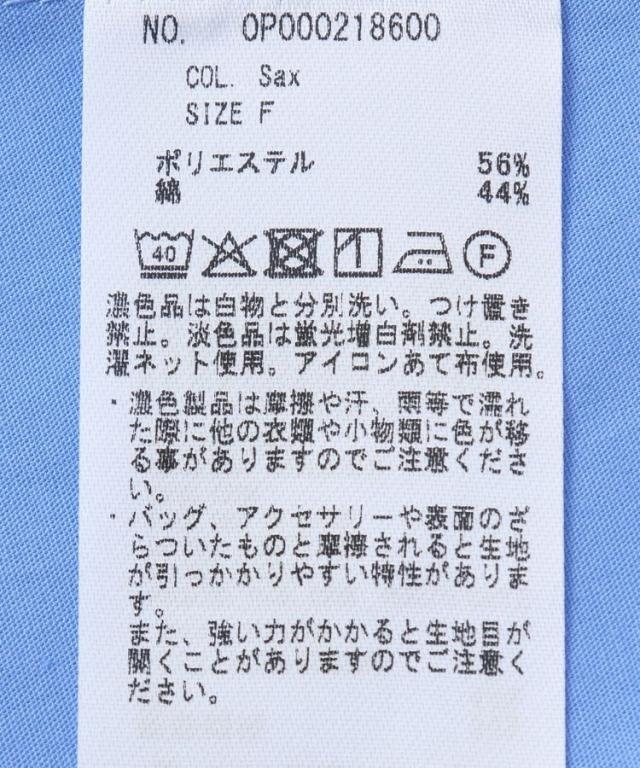 NO. OP000218600
COL. Sax
SIZE F
ポリエステル 56%
綿 44%
40 F
濃色品は白物と分別洗い。つけ置き
禁止。淡色品は蛍光増白剤禁止。洗
濯ネット使用。アイロンあて布使用。
・濃色製品は摩擦や汗、雨等で濡れ
た際に他の衣類や小物類に色が移
る事がありますのでご注意くださ
い。
・バッグ、アクセサリーや表面のざ
らついたものと摩擦されると生地
が引っかかりやすい特性がありま
す。
また、強い力がかかると生地目が
開くことがありますのでご注意く
ださい。